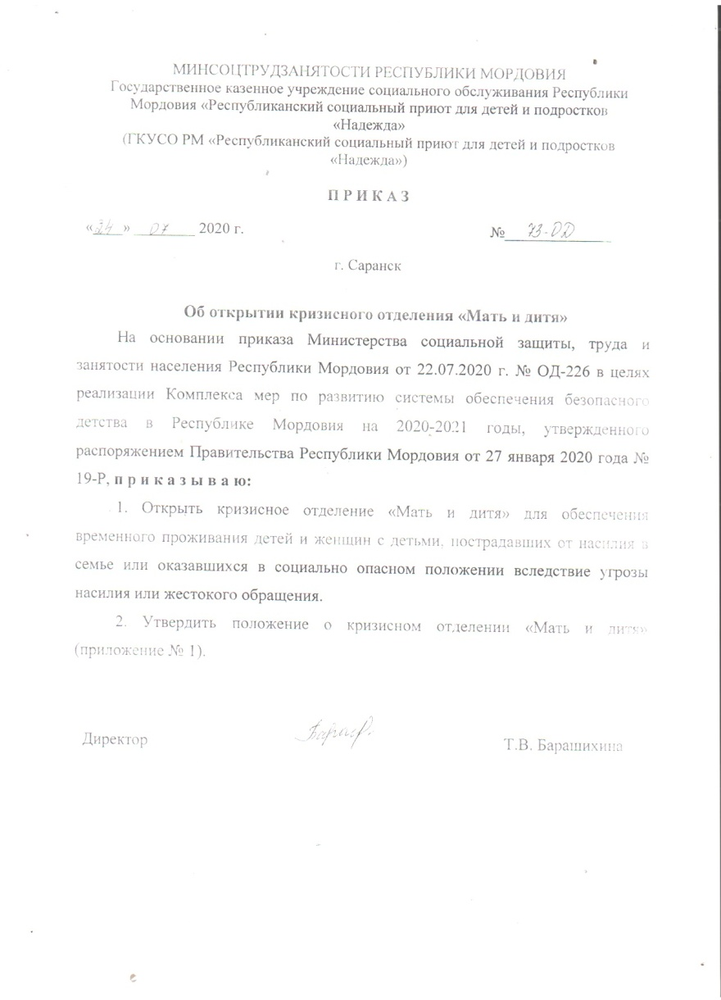 МИНСОЦТРУДЗАНЯТОСТИ РЕСПУБЛИКИ МОРДОВИЯ
Государственное казенное учреждение социального обслуживания Республики
Мордовия «Республиканский социальный приют для детей и подростков
«Надежда»
(ГКУСО РМ «Республиканский социальный приют для детей и подростков
«Надежда»)
П Р И К А З
«24» 07 2020 г. № 73-ОД
г. Саранск
Об открытии кризисного отделения «Мать и дитя»
На основании приказа Министерства социальной защиты, труда и
занятости населения Республики Мордовия от 22.07.2020 г. № ОД-226 в целях
реализации Комплекса мер по развитию системы обеспечения безопасного
детства в Республике Мордовия на 2020-2021 годы, утвержденного
распоряжением Правительства Республики Мордовия от 27 января 2020 года №
19-Р, п р и к а з ы в а ю:
1. Открыть кризисное отделение «Мать и дитя» для обеспечения
временного проживания детей и женщин с детьми, пострадавших от насилия в
семье или оказавшихся в социально опасном положении вследствие угрозы
насилия или жестокого обращения.
2. Утвердить положение о кризисном отделении «Мать и дитя»
(приложение № 1).
Директор Т.В. Барашихина